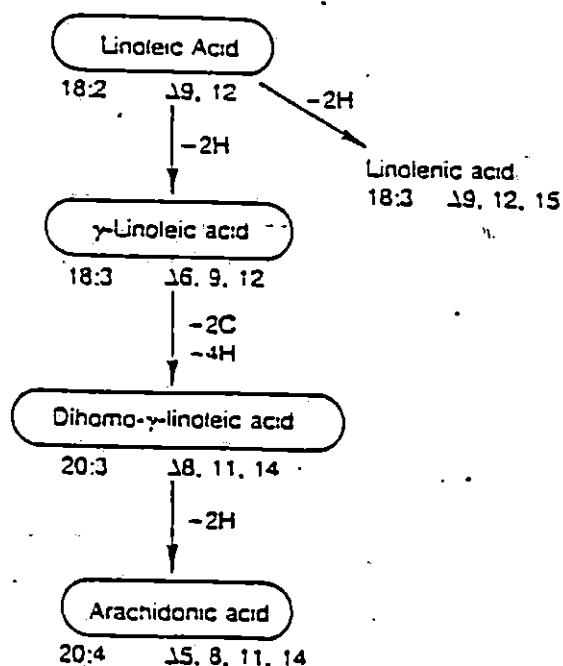 Linoleic Acid
18:2 Δ9, 12
-2H
-2H
Linolenic acid
18:3 Δ9, 12, 15
γ-Linoleic acid
18:3 Δ6, 9, 12
-2C
-4H
Dihomo-γ-linoleic acid
20:3 Δ8, 11, 14
-2H
Arachidonic acid
20:4 Δ5, 8, 11, 14